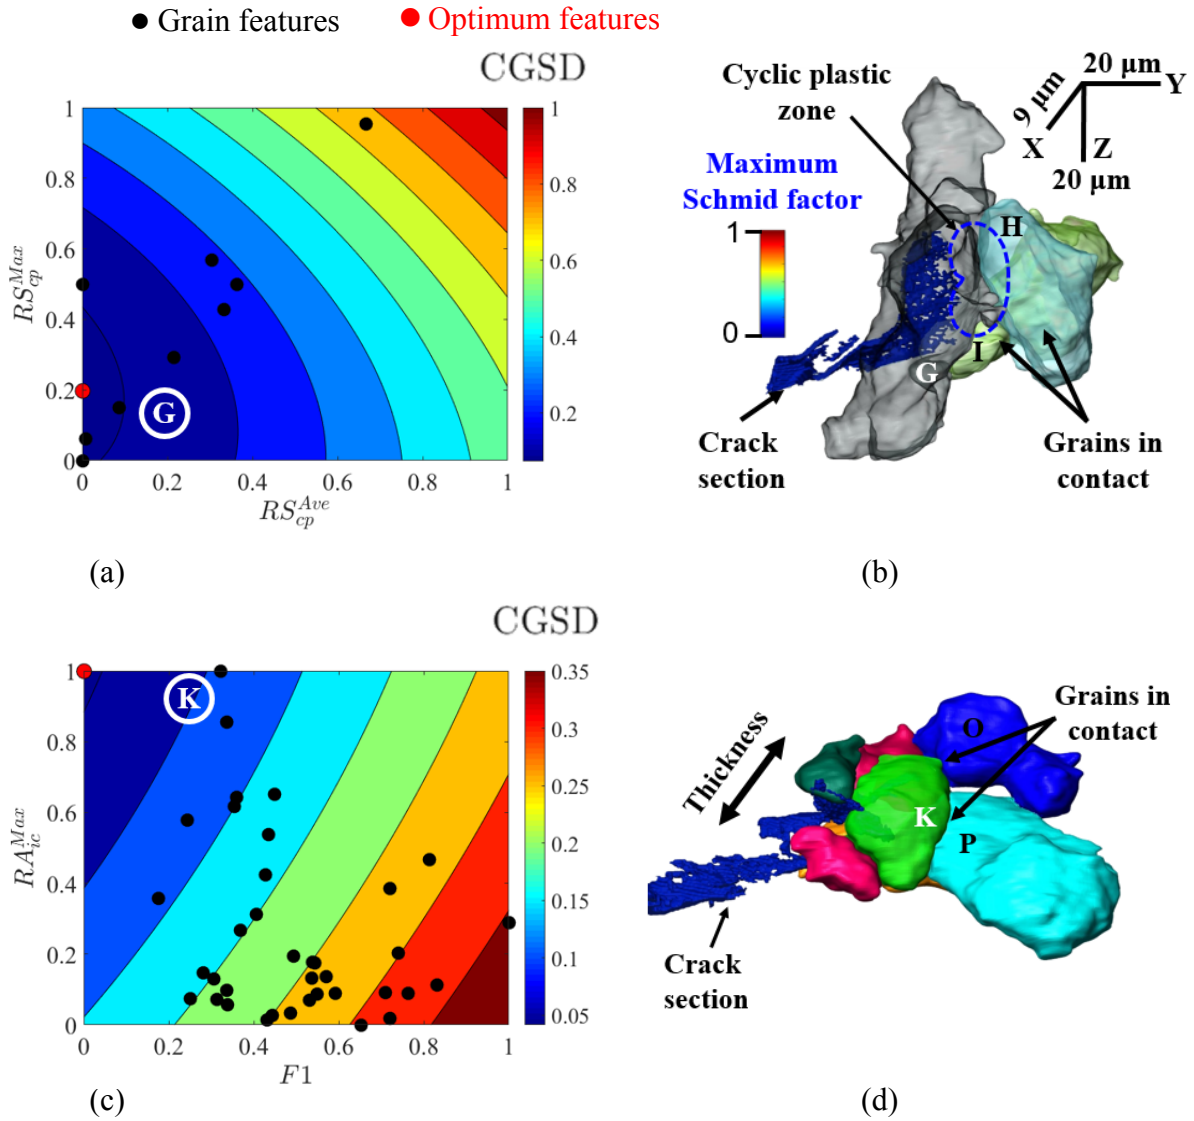 Grain features
Optimum features
CGSD
1
0.8
0.6
0.4
0.2
0
RS_{cp}^{Max}
G
0 0.2 0.4 0.6 0.8 1
RS_{cp}^{Ave}
1
0.8
0.6
0.4
0.2
(a)
Cyclic plastic
zone
20 μm
Y
9 μm
X
Z
20 μm
Maximum
Schmid factor
1
0
H
I
G
Crack
section
Grains in
contact
(b)
CGSD
1
0.8
0.6
0.4
0.2
0
RA_{ic}^{Max}
K
0 0.2 0.4 0.6 0.8 1
F1
0.35
0.3
0.25
0.2
0.15
0.1
0.05
(c)
Thickness
Grains in
contact
O
K
P
Crack
section
(d)